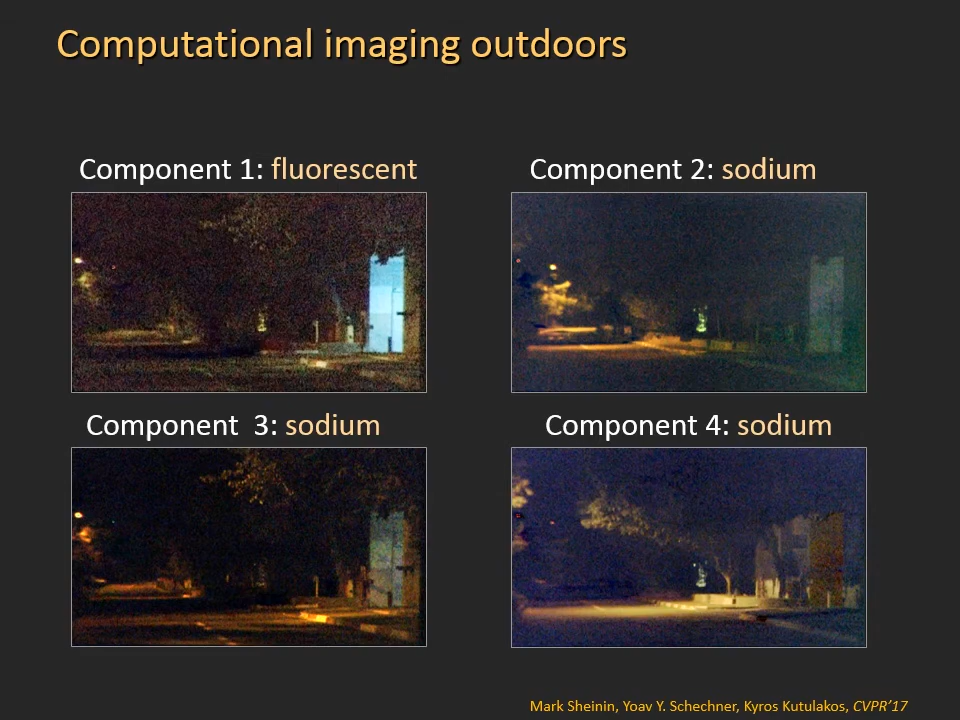 Computational imaging outdoors
Component 1: fluorescent
Component 2: sodium
Component  3: sodium
Component 4: sodium
Mark Sheinin, Yoav Y. Schechner, Kyros Kutulakos, CVPR’17